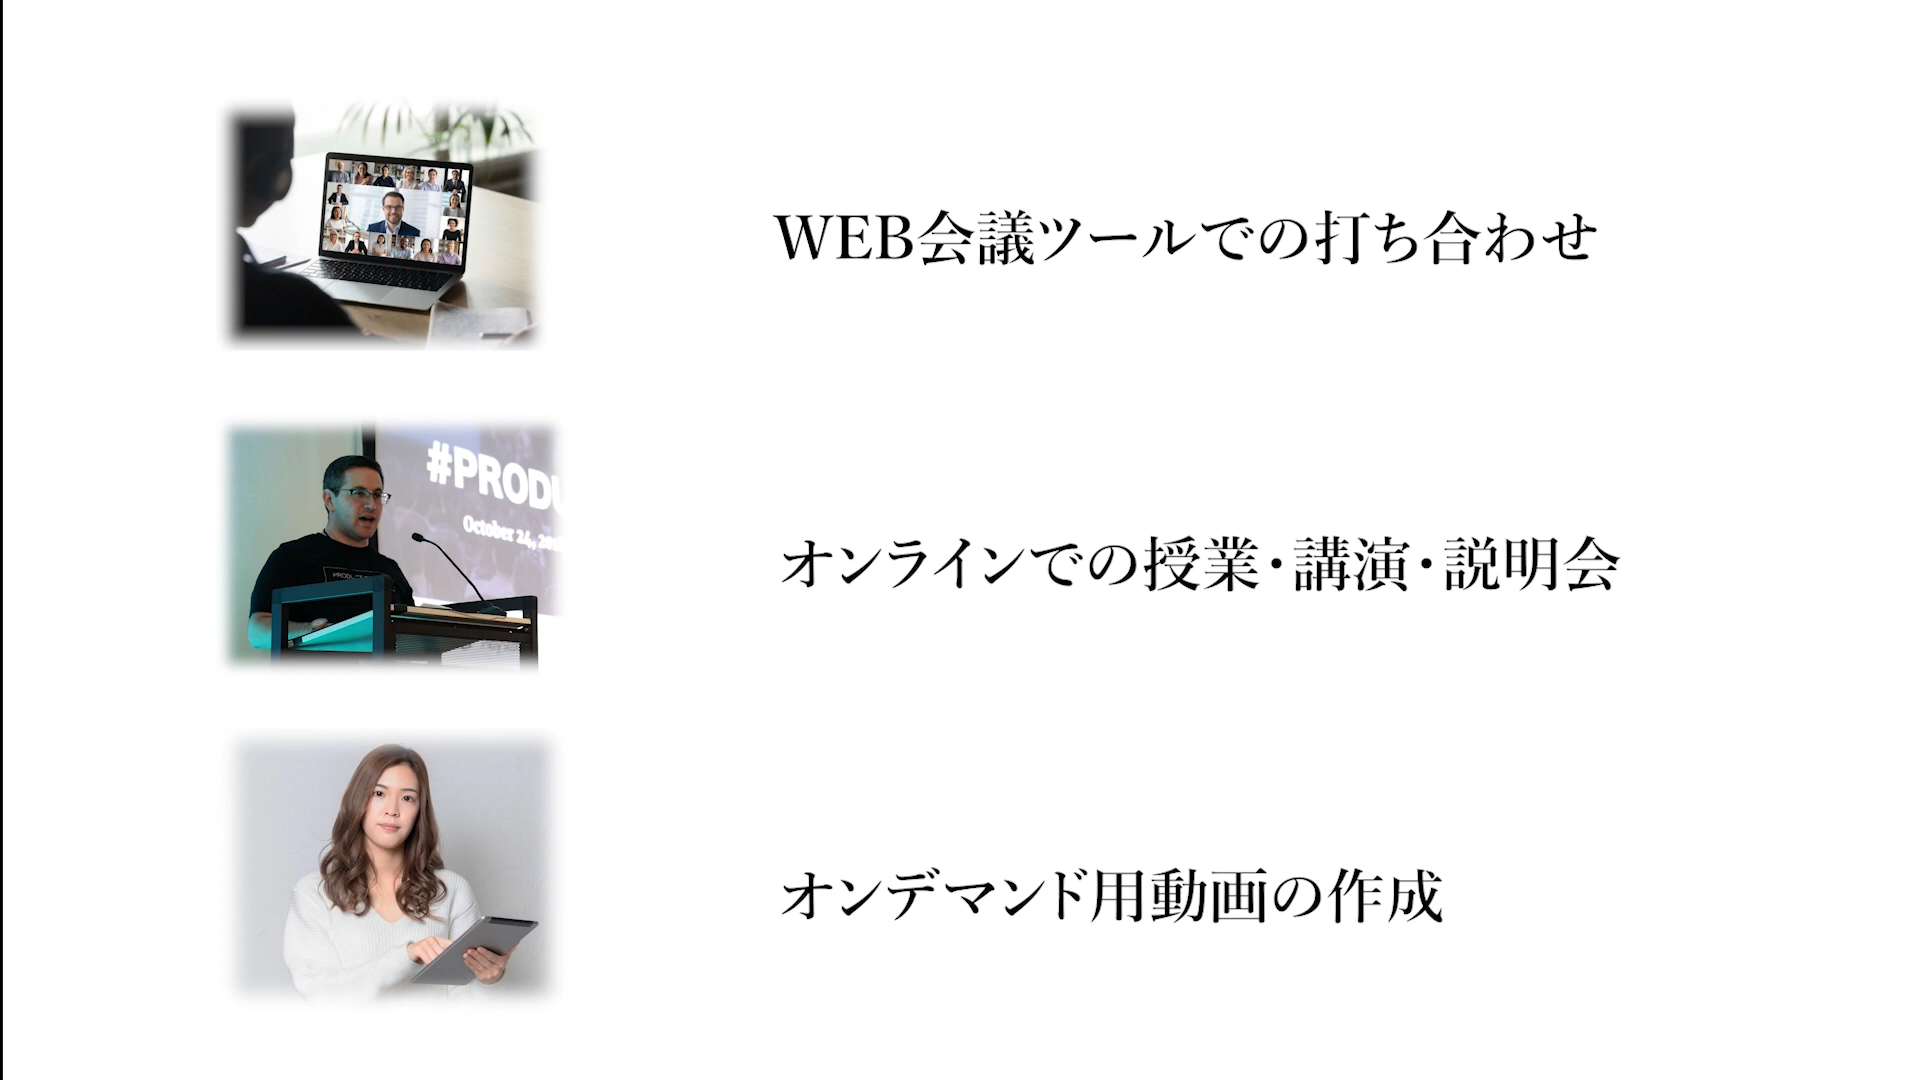 WEB会議ツールでの打ち合わせ
#PRODU
October 24, 20
オンラインでの授業・講演・説明会
オンデマンド用動画の作成